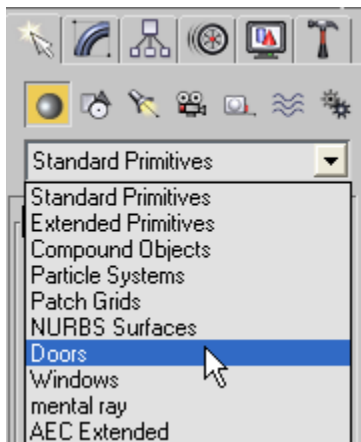 Standard Primitives
Standard Primitives
Extended Primitives
Compound Objects
Particle Systems
Patch Grids
NURBS Surfaces
Doors
Windows
mental ray
AEC Extended